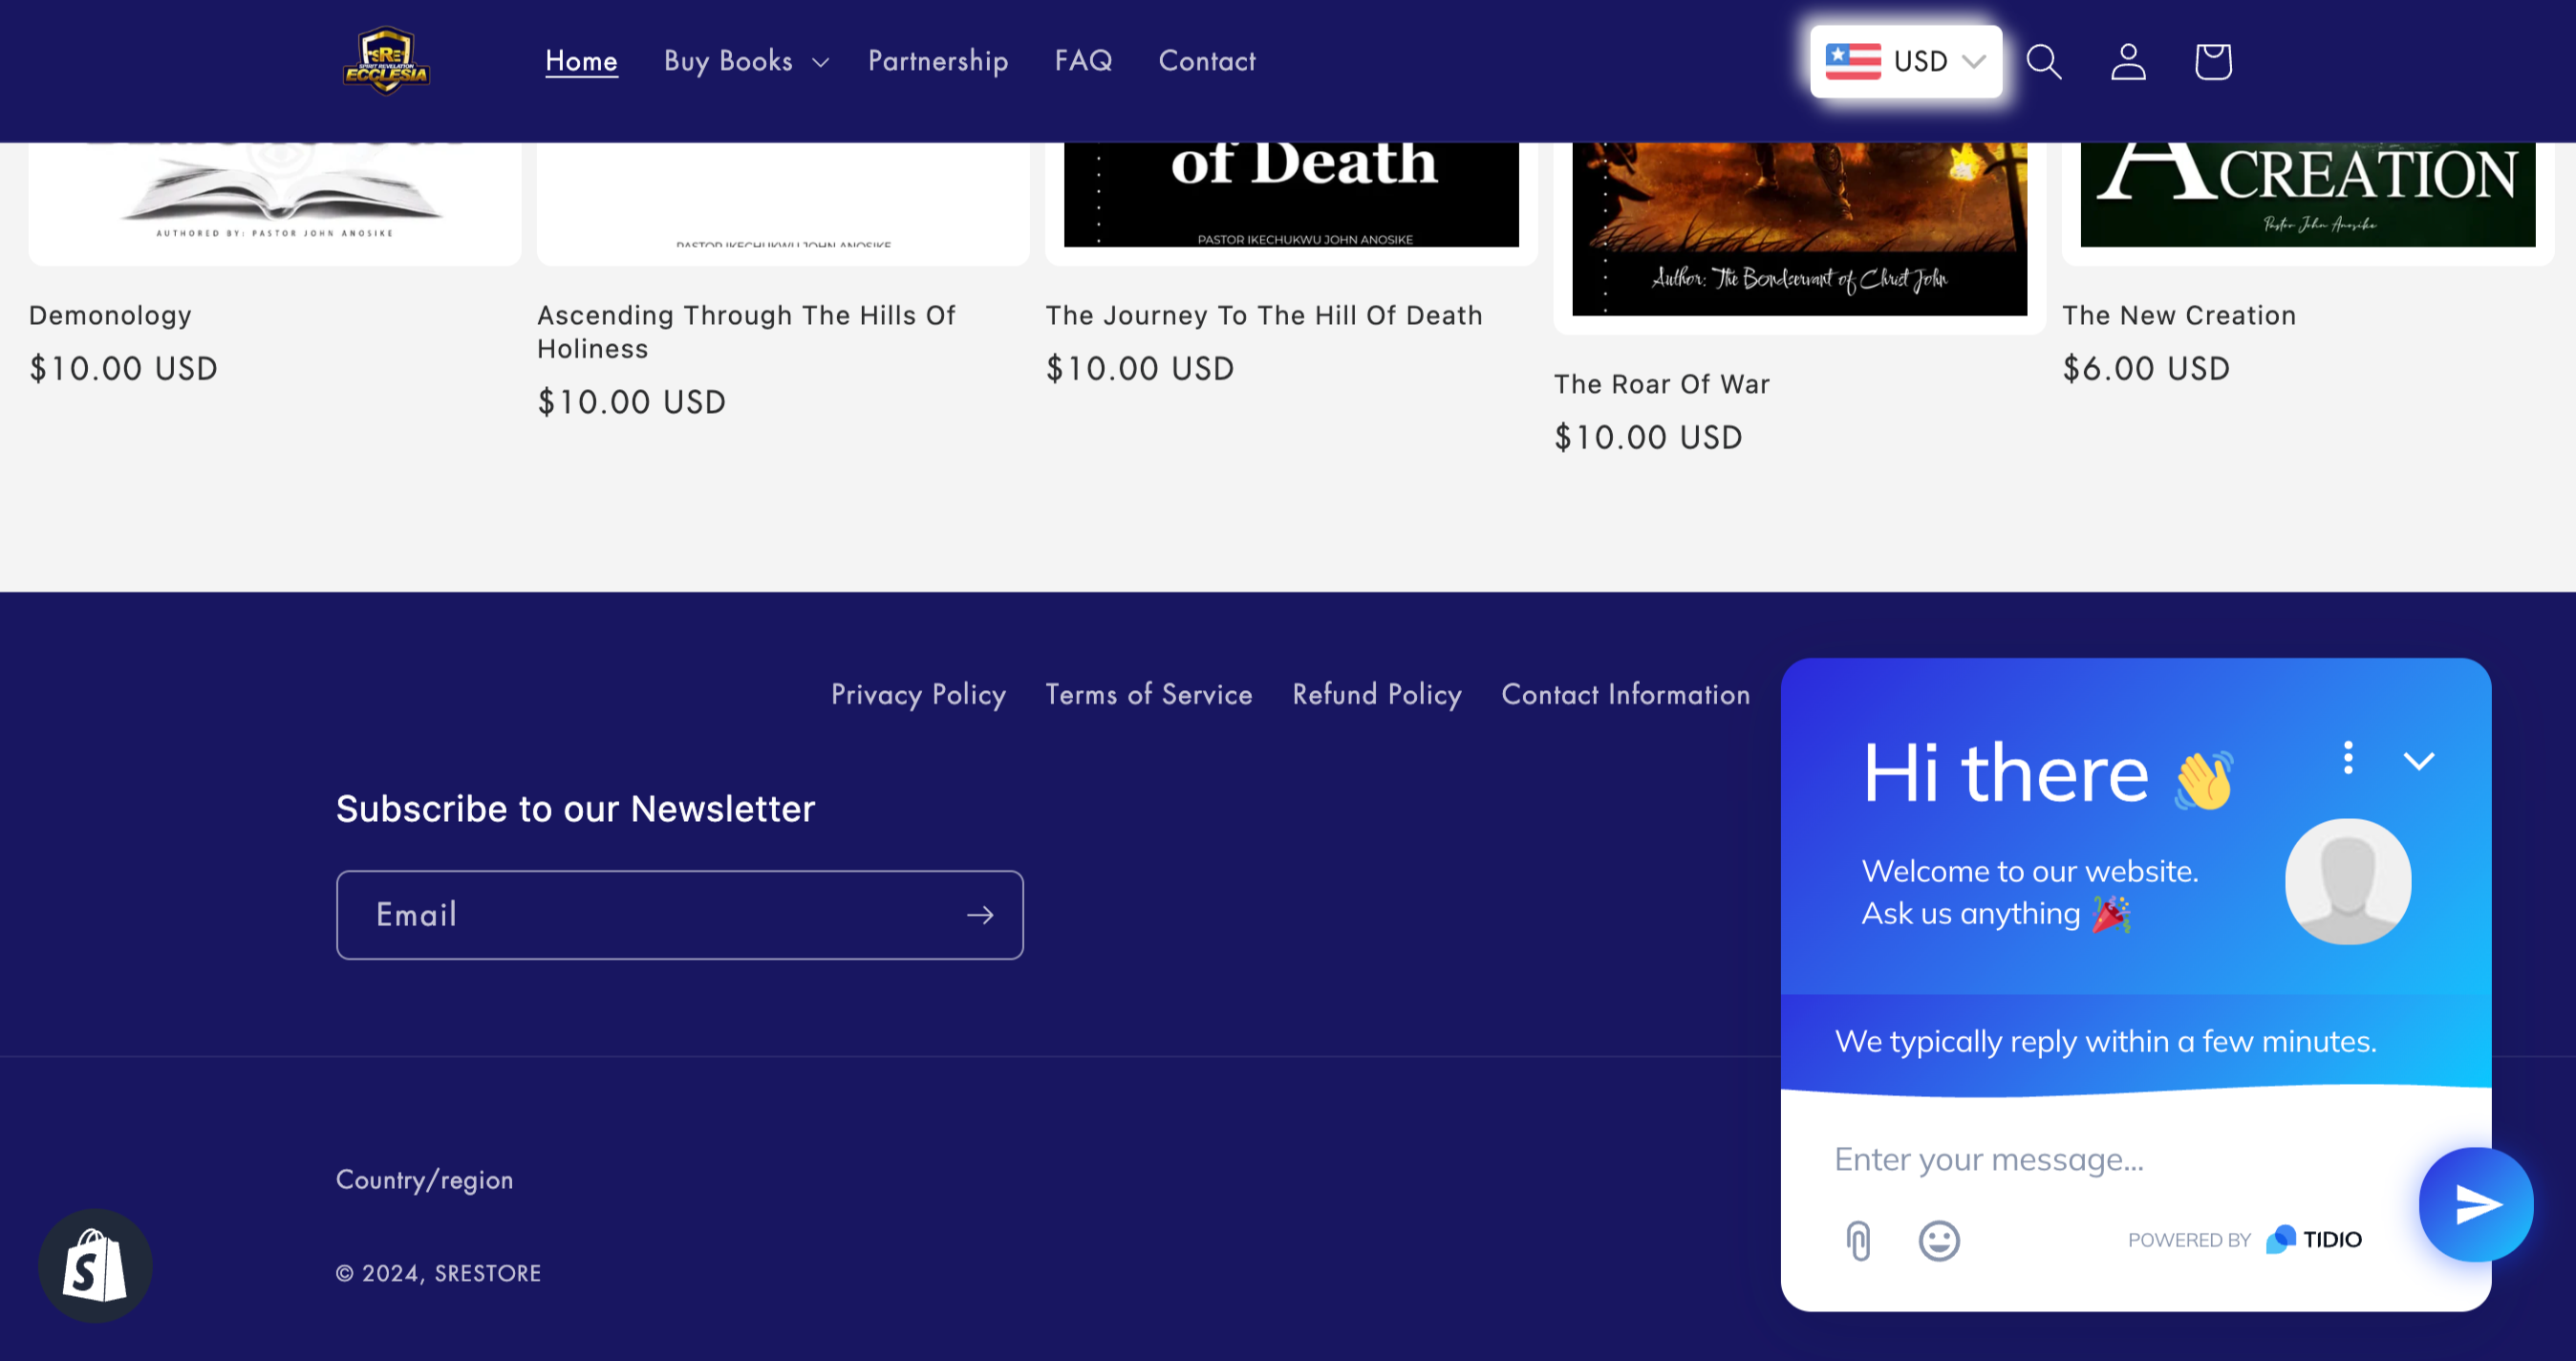 SRE
SPIRIT REVELATION
ECCLESIA
Home
Buy Books
Partnership
FAQ
Contact
USD
AUTHORED BY: PASTOR JOHN ANOSIKE
PASTOR IKECHUKWU JOHN ANOSIKE
of Death
PASTOR IKECHUKWU JOHN ANOSIKE
Author: The Bondservant of Christ John
A CREATION
Pastor John Anosike
Demonology
$10.00 USD
Ascending Through The Hills Of
Holiness
$10.00 USD
The Journey To The Hill Of Death
$10.00 USD
The Roar Of War
$10.00 USD
The New Creation
$6.00 USD
Privacy Policy
Terms of Service
Refund Policy
Contact Information
Subscribe to our Newsletter
Email
Country/region
© 2024, SRESTORE
Hi there 👋
Welcome to our website.
Ask us anything 🎉
We typically reply within a few minutes.
Enter your message...
POWERED BY TIDIO